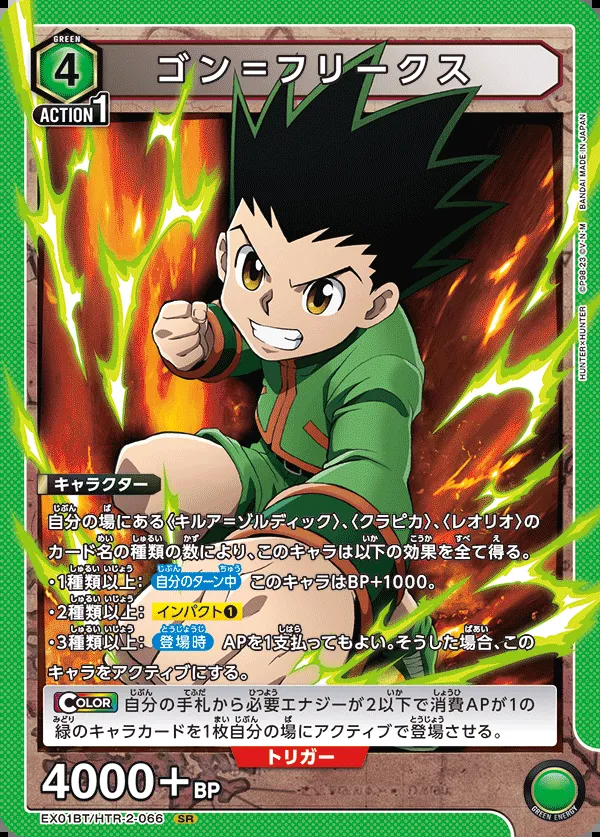 GREEN
4
ACTION1
ゴン=フリークス
HUNTER×HUNTER ©P98-23 ©V･N･M BANDAI MADE IN JAPAN
キャラクター
自分の場にある〈キルア=ゾルディック〉、〈クラピカ〉、〈レオリオ〉の
カード名の種類の数により、このキャラは以下の効果を全て得る。
・1種類以上: 自分のターン中 このキャラはBP+1000。
・2種類以上: インパクト❶
・3種類以上: 登場時 APを1支払ってもよい。そうした場合、この
キャラをアクティブにする。
COLOR 自分の手札から必要エナジーが2以下で消費APが1の
緑のキャラカードを1枚自分の場にアクティブで登場させる。
トリガー
4000+BP
GREEN ENERGY
EX01BT/HTR-2-066 SR